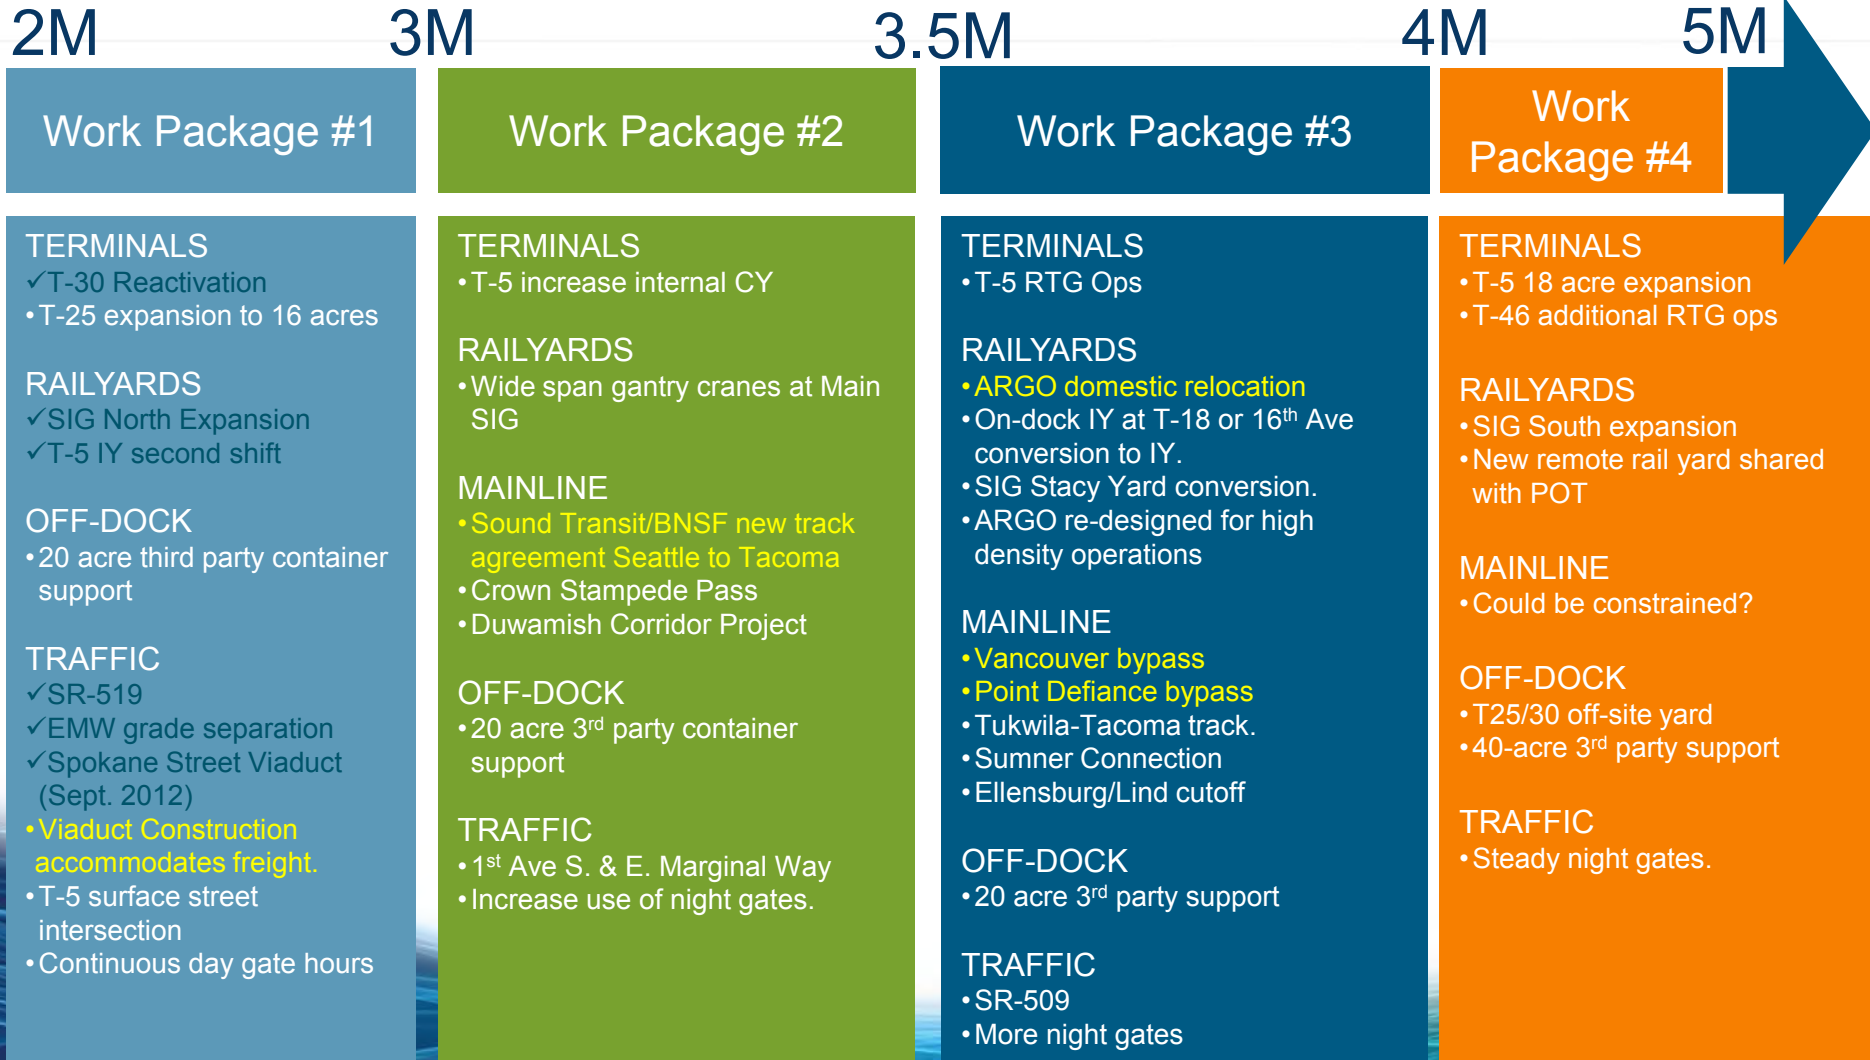 2M
3M
3.5M
4M
5M
Work Package #1
TERMINALS
✓T-30 Reactivation
•T-25 expansion to 16 acres
RAILYARDS
✓SIG North Expansion
✓T-5 IY second shift
OFF-DOCK
•20 acre third party container
support
TRAFFIC
✓SR-519
✓EMW grade separation
✓Spokane Street Viaduct
(Sept. 2012)
•Viaduct Construction
accommodates freight.
•T-5 surface street
intersection
•Continuous day gate hours
Work Package #2
TERMINALS
•T-5 increase internal CY
RAILYARDS
•Wide span gantry cranes at Main
SIG
MAINLINE
•Sound Transit/BNSF new track
agreement Seattle to Tacoma
•Crown Stampede Pass
•Duwamish Corridor Project
OFF-DOCK
•20 acre 3rd party container
support
TRAFFIC
•1st Ave S. & E. Marginal Way
•Increase use of night gates.
Work Package #3
TERMINALS
•T-5 RTG Ops
RAILYARDS
•ARGO domestic relocation
•On-dock IY at T-18 or 16th Ave
conversion to IY.
•SIG Stacy Yard conversion.
•ARGO re-designed for high
density operations
MAINLINE
•Vancouver bypass
•Point Defiance bypass
•Tukwila-Tacoma track.
•Sumner Connection
•Ellensburg/Lind cutoff
OFF-DOCK
•20 acre 3rd party support
TRAFFIC
•SR-509
•More night gates
Work
Package #4
TERMINALS
•T-5 18 acre expansion
•T-46 additional RTG ops
RAILYARDS
•SIG South expansion
•New remote rail yard shared
with POT
MAINLINE
•Could be constrained?
OFF-DOCK
•T25/30 off-site yard
•40-acre 3rd party support
TRAFFIC
•Steady night gates.